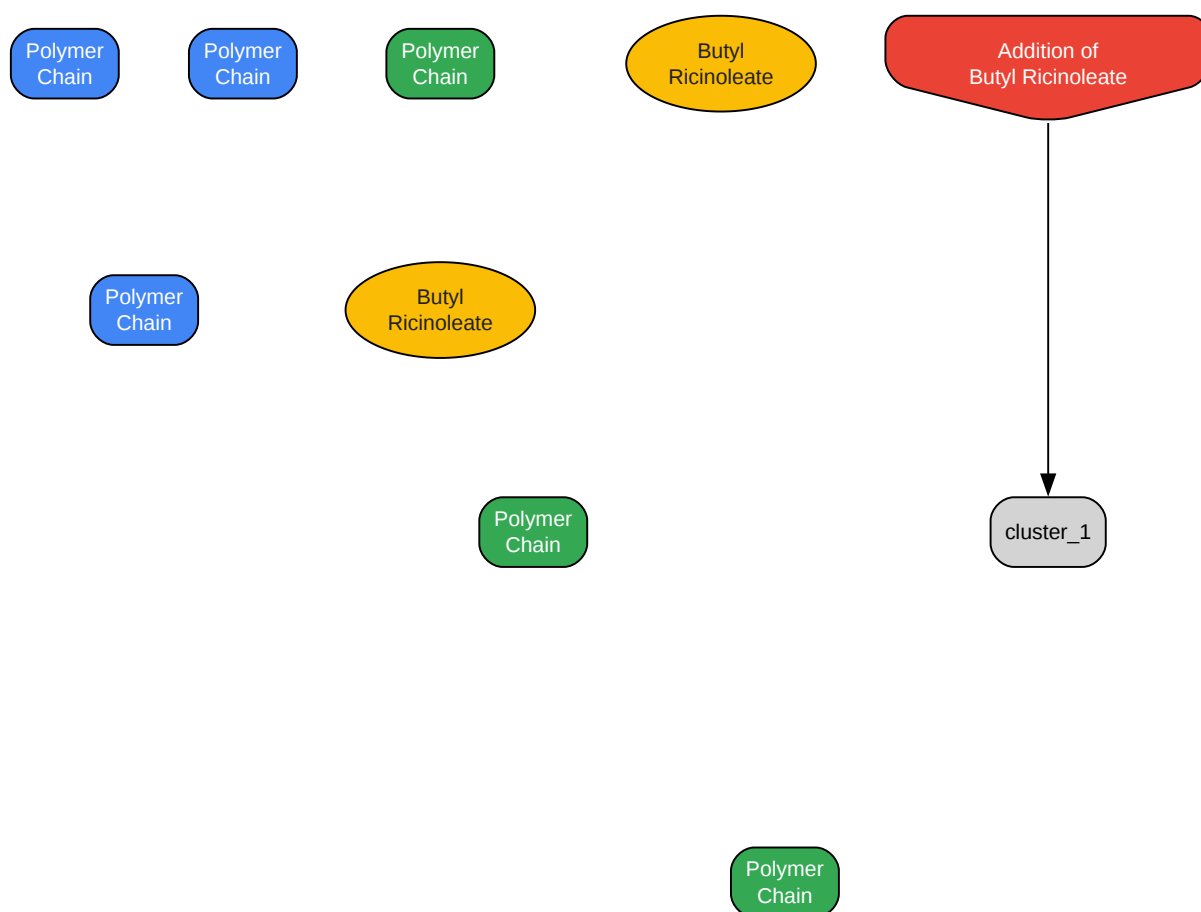 Polymer
Chain
Polymer
Chain
Polymer
Chain
Butyl
Ricinoleate
Addition of
Butyl Ricinoleate
Polymer
Chain
Butyl
Ricinoleate
Polymer
Chain
cluster_1
Polymer
Chain